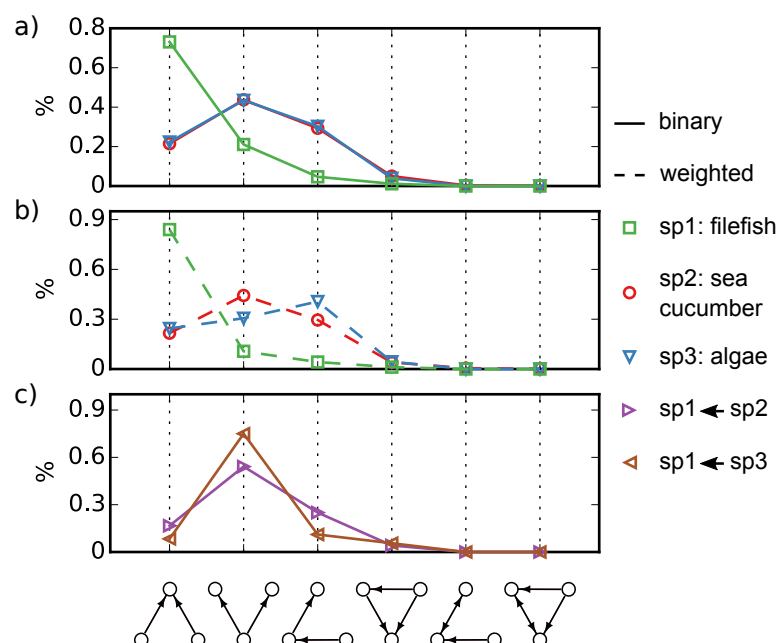 a)
0.8
0.6
0.4
0.2
0
%
b)
0.9
0.6
0.3
0
%
c)
0.9
0.6
0.3
0
%
binary
weighted
sp1: filefish
sp2: sea
cucumber
sp3: algae
sp1 sp2
sp1 sp3